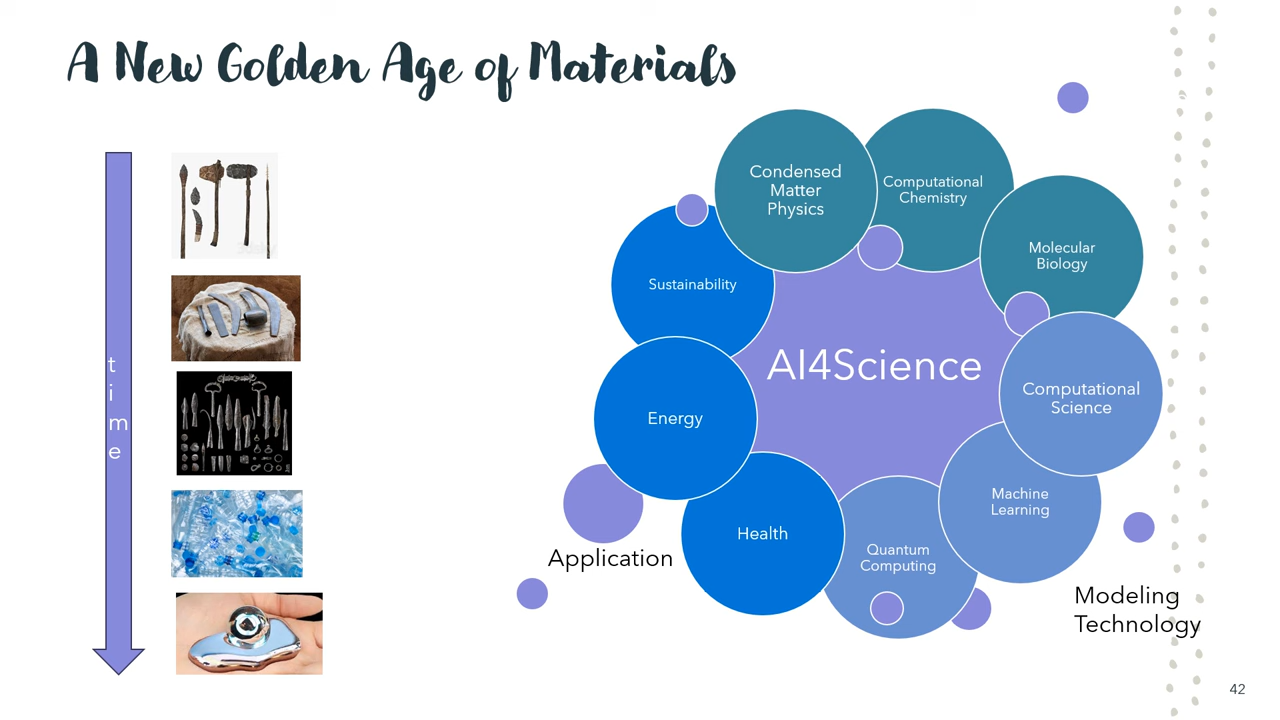 A New Golden Age of Materials
t
i
m
e
Condensed
Matter
Physics
Computational
Chemistry
Molecular
Biology
Sustainability
AI4Science
Computational
Science
Energy
Machine
Learning
Health
Quantum
Computing
Application
Modeling
Technology
42